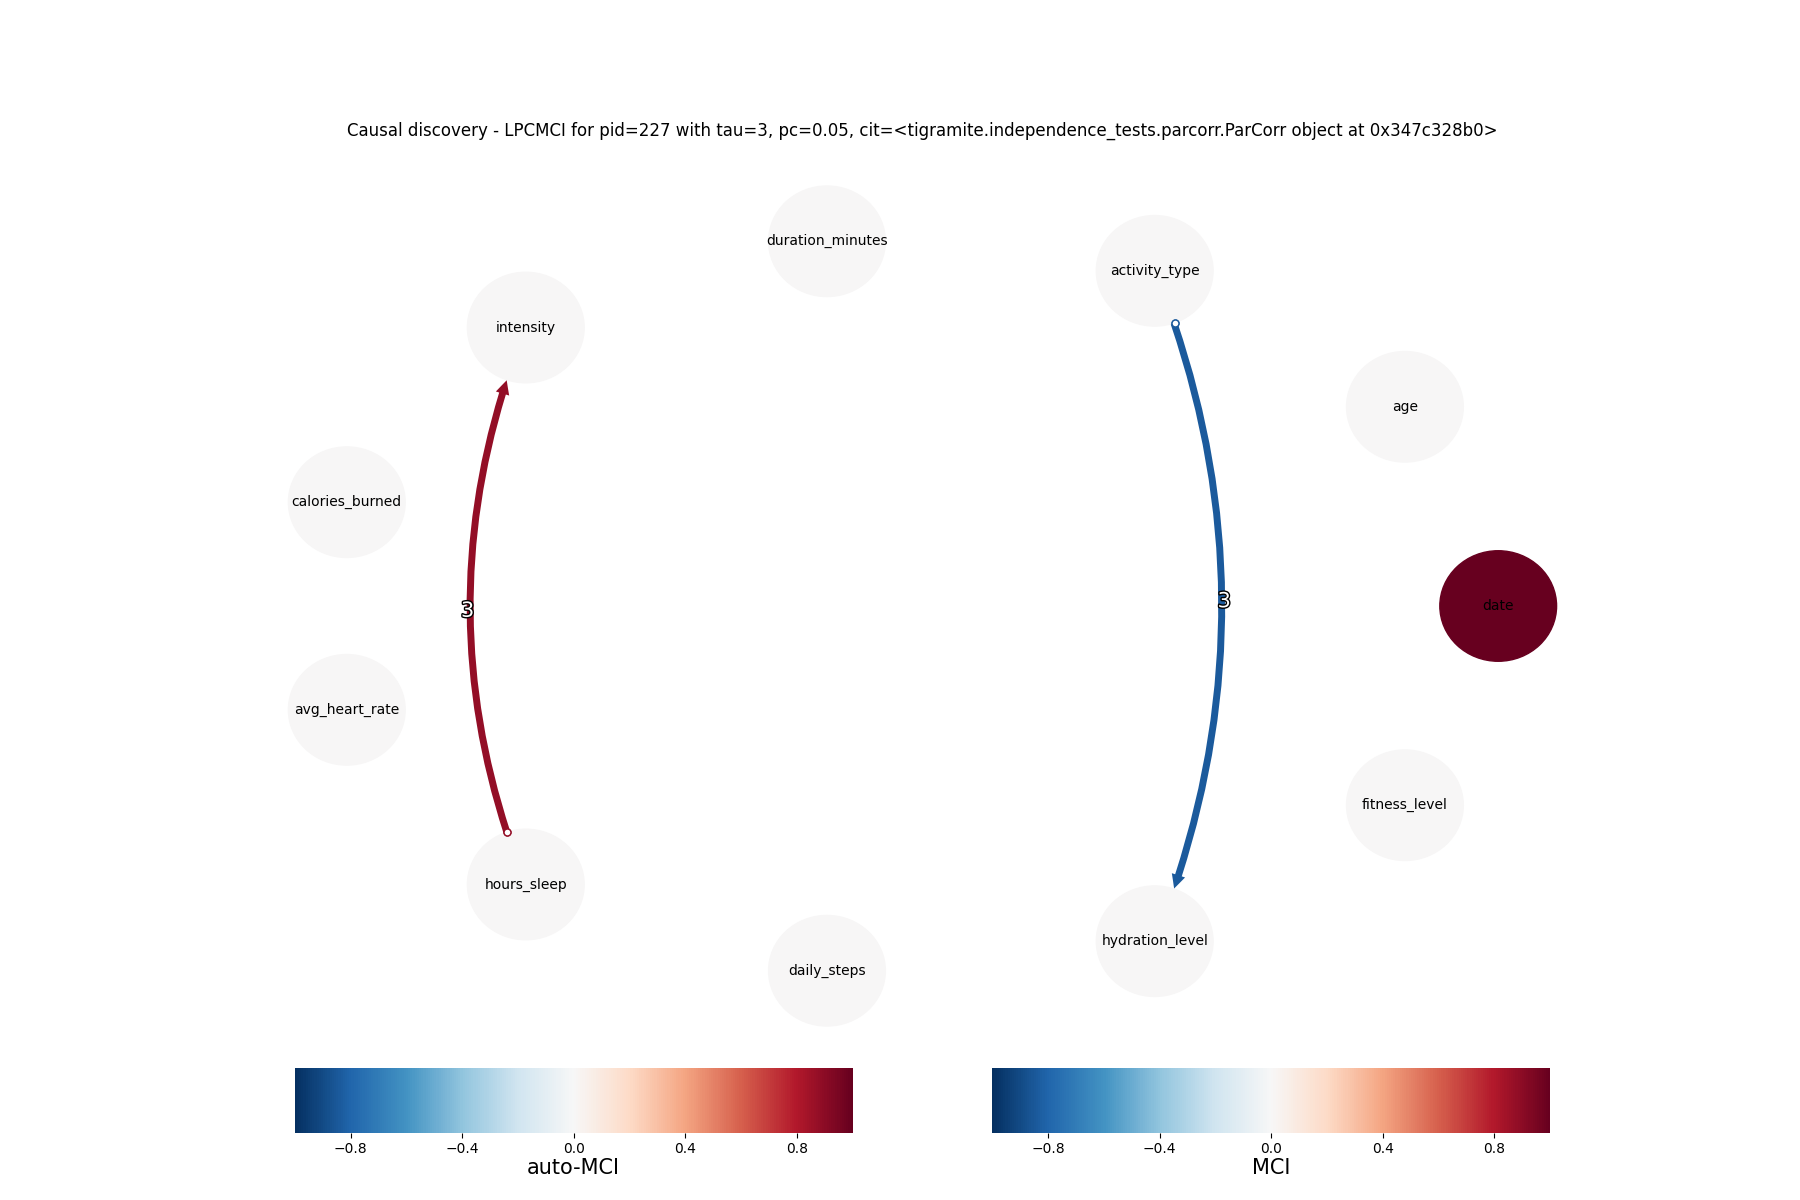 Causal discovery - LPCMCI for pid=227 with tau=3, pc=0.05, cit=<tigramite.independence_tests.parcorr.ParCorr object at 0x347c328b0>
duration_minutes
activity_type
intensity
age
calories_burned
3
3
date
avg_heart_rate
fitness_level
hours_sleep
hydration_level
daily_steps
−0.8 −0.4 0.0 0.4 0.8
auto-MCI
−0.8 −0.4 0.0 0.4 0.8
MCI